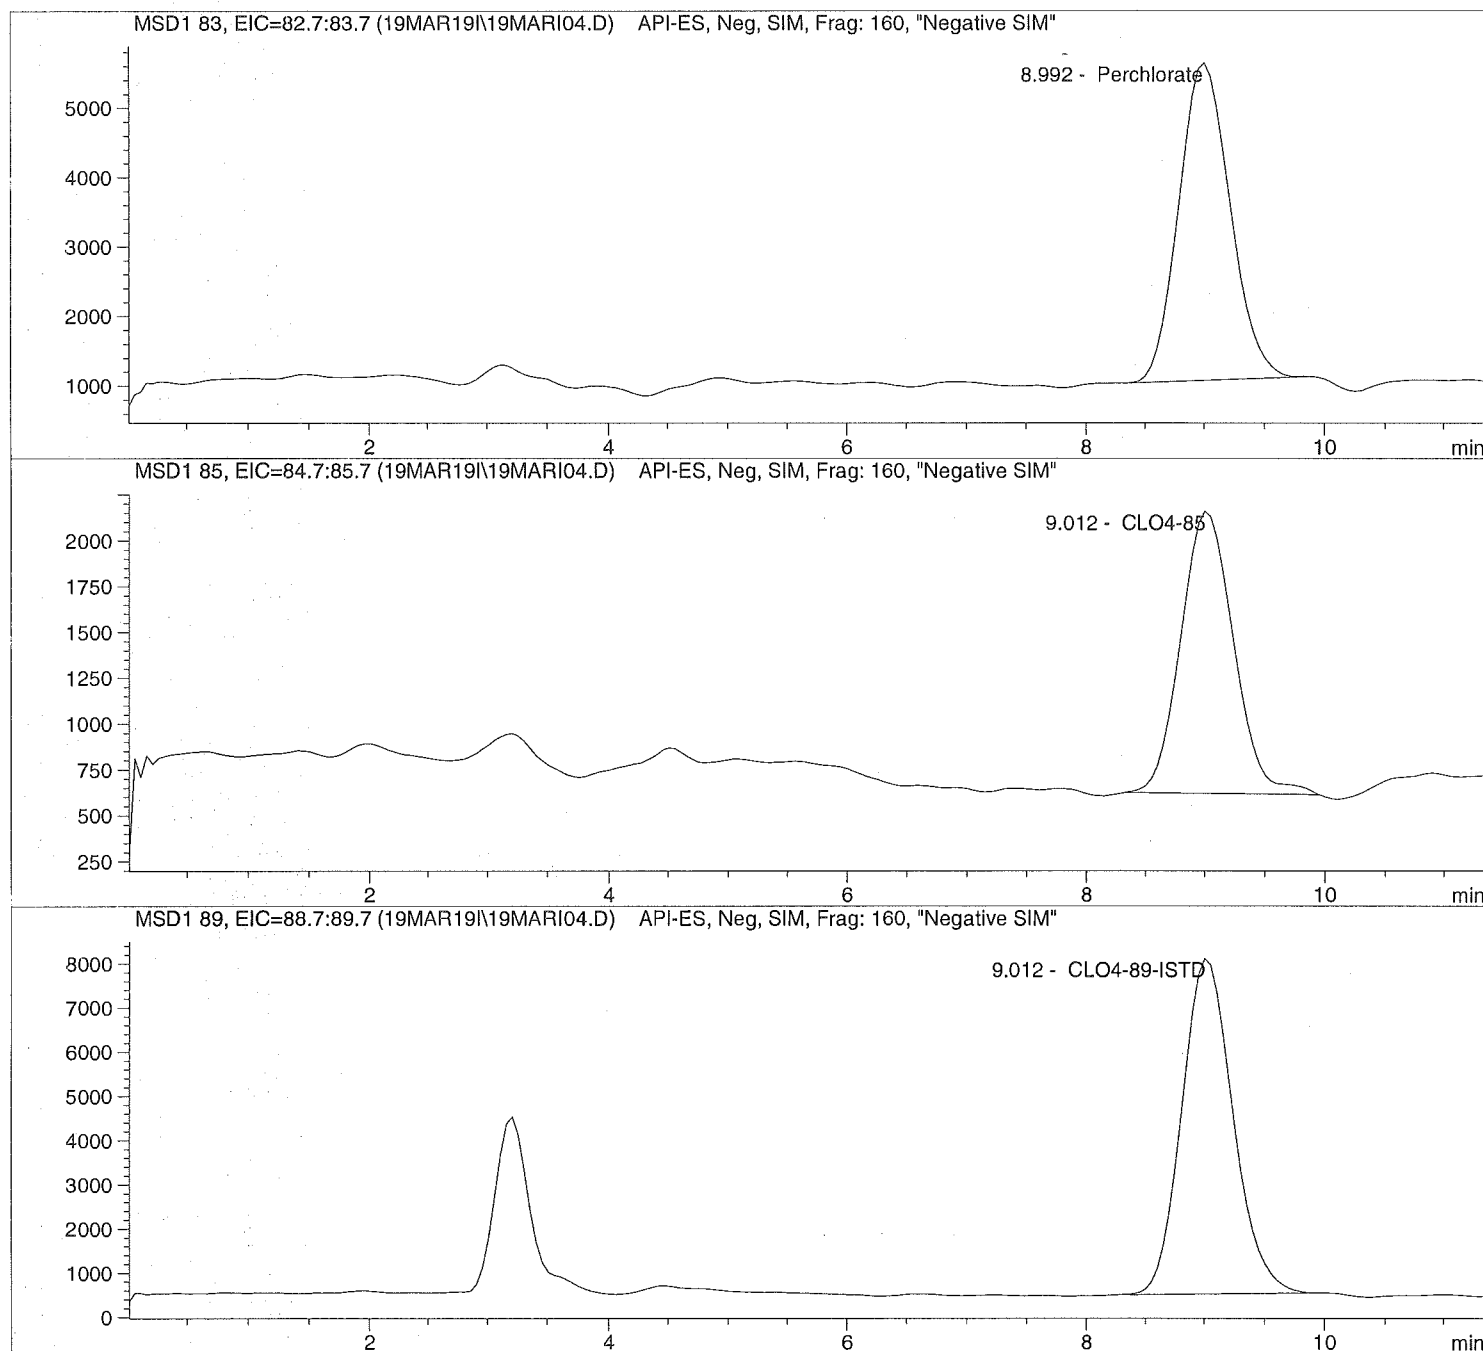 MSD1 83, EIC=82.7:83.7 (19MAR19I\19MARI04.D) API-ES, Neg, SIM, Frag: 160, "Negative SIM"
8.992 - Perchlorate
5000
4000
3000
2000
1000
2 4 6 8 10 min
MSD1 85, EIC=84.7:85.7 (19MAR19I\19MARI04.D) API-ES, Neg, SIM, Frag: 160, "Negative SIM"
9.012 - CLO4-85
2000
1750
1500
1250
1000
750
500
250
2 4 6 8 10 min
MSD1 89, EIC=88.7:89.7 (19MAR19I\19MARI04.D) API-ES, Neg, SIM, Frag: 160, "Negative SIM"
9.012 - CLO4-89-ISTD
8000
7000
6000
5000
4000
3000
2000
1000
0
2 4 6 8 10 min